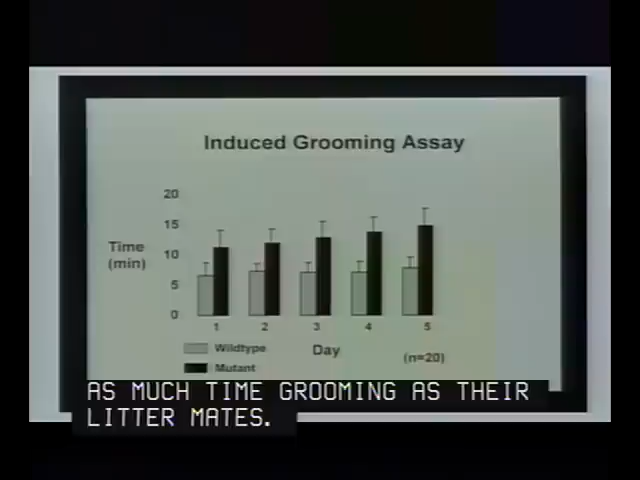 Induced Grooming Assay
20
15
10
5
0
Time
(min)
1 2 3 4 5
Wildtype
Mutant
Day
(n=20)
AS MUCH TIME GROOMING AS THEIR
LITTER MATES.